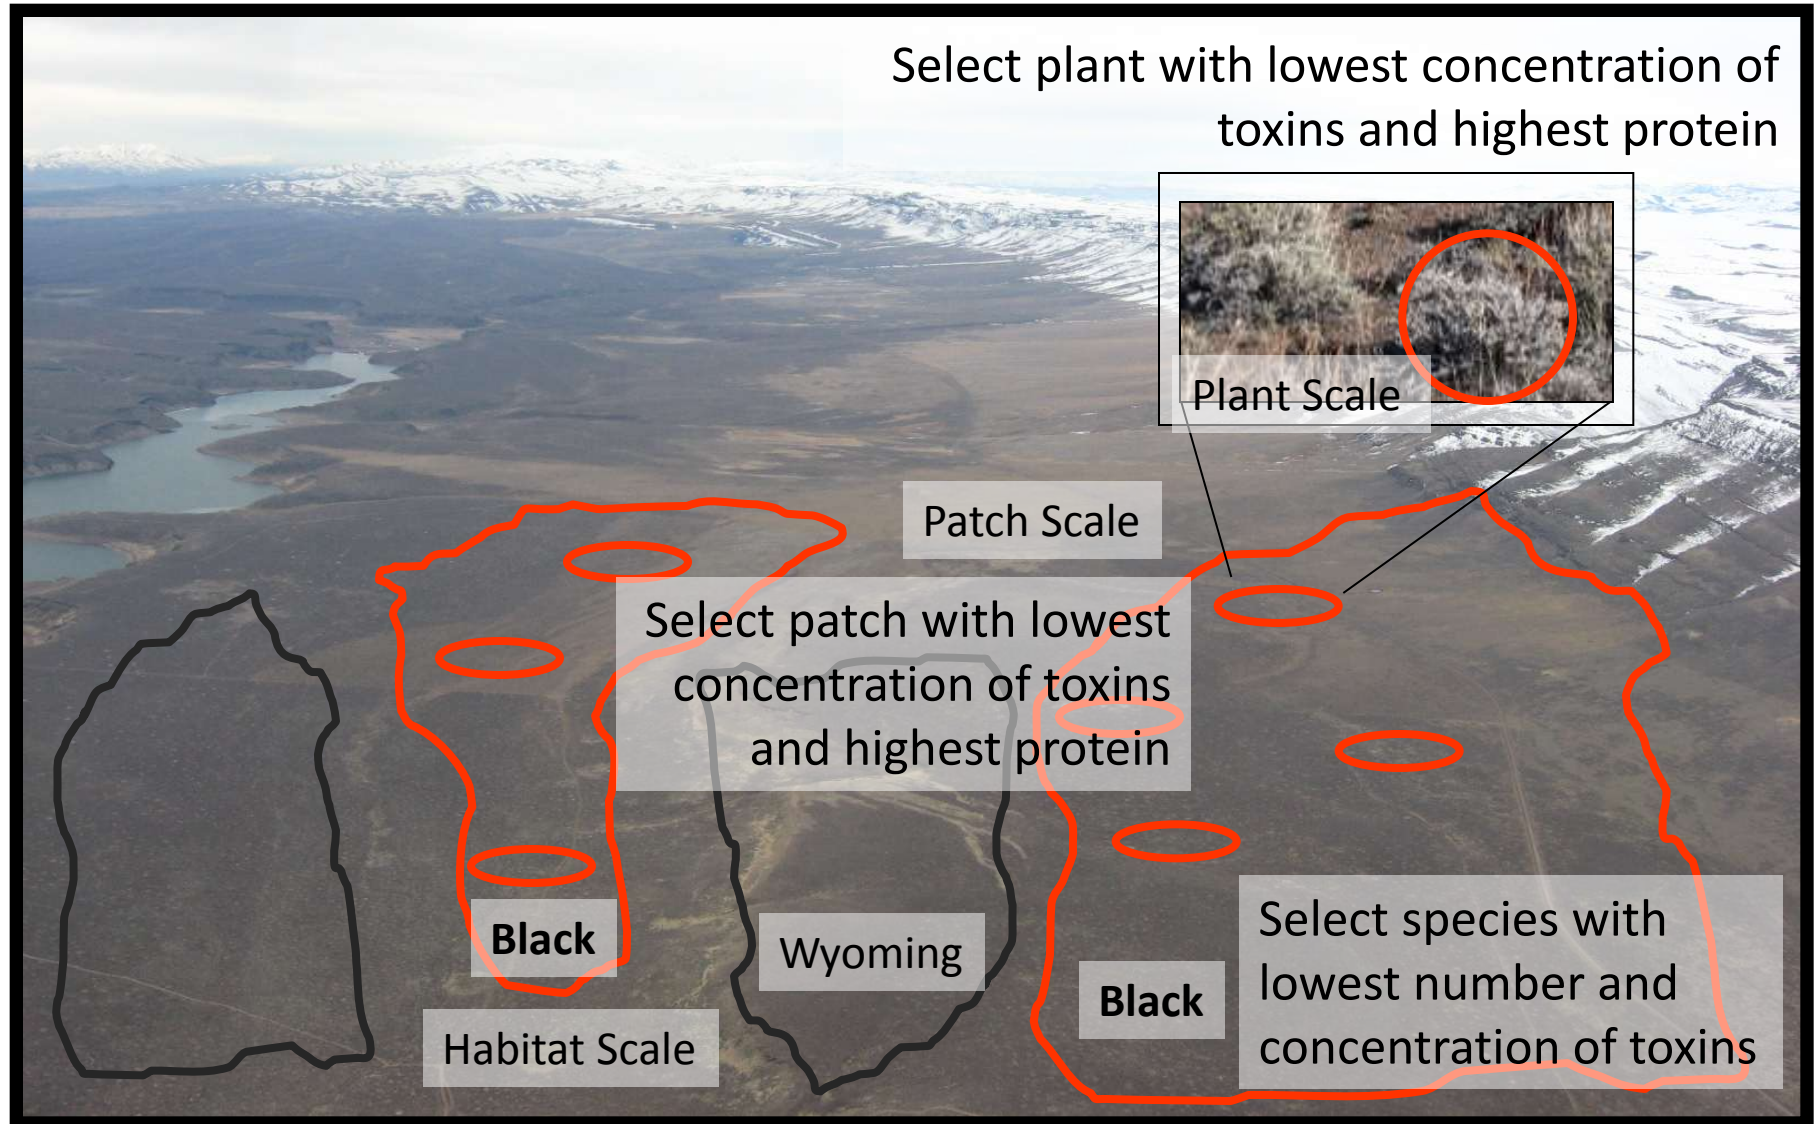 Select plant with lowest concentration of
toxins and highest protein
Plant Scale
Patch Scale
Select patch with lowest
concentration of toxins
and highest protein
Black
Wyoming
Black
Select species with
lowest number and
concentration of toxins
Habitat Scale